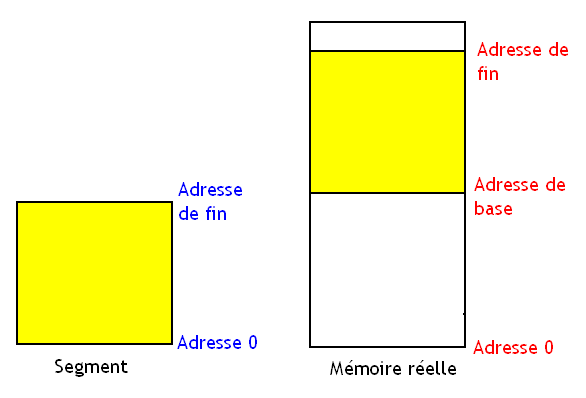 Adresse de
fin
Adresse
de fin
Adresse de
base
Adresse 0
Adresse 0
Segment
Mémoire réelle